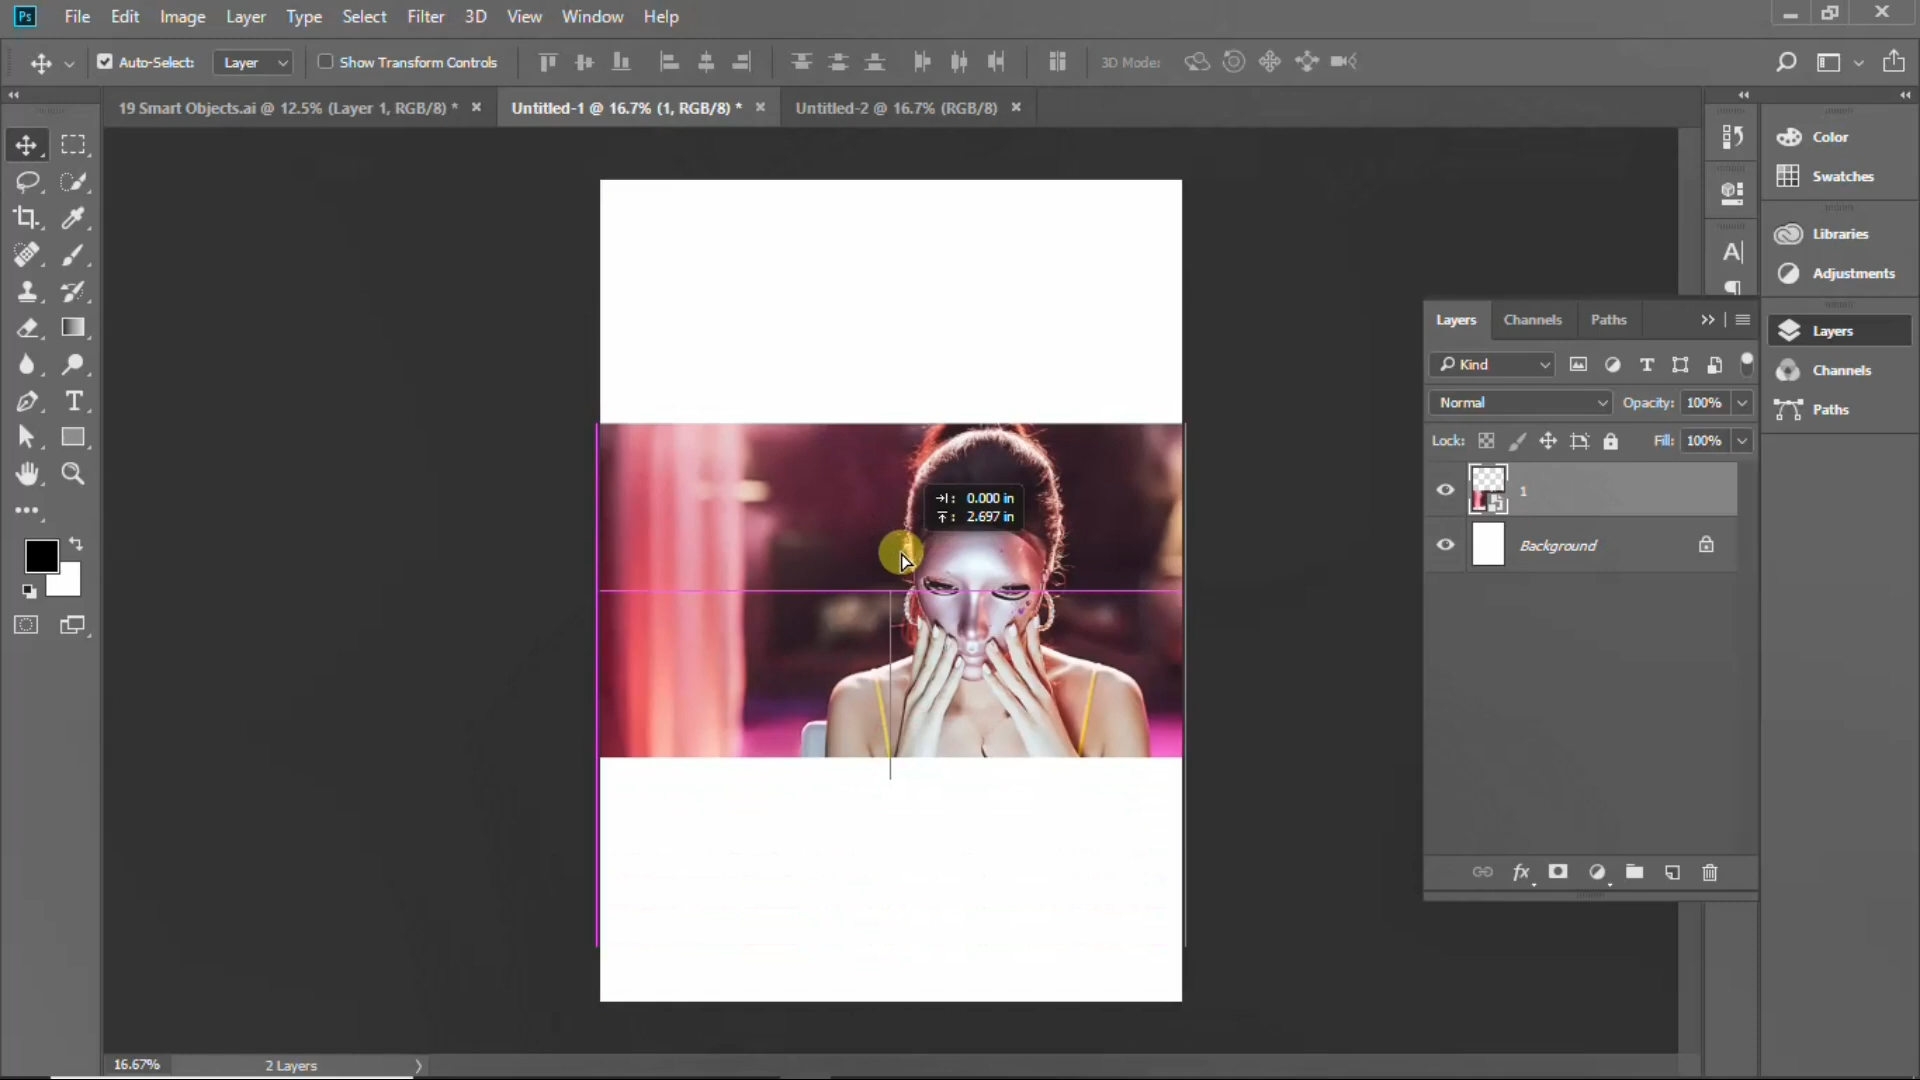 Ps File Edit Image Layer Type Select Filter 3D View Window Help
Auto-Select: Layer Show Transform Controls 3D Mode:
19 Smart Objects.ai @ 12.5% (Layer 1, RGB/8) * Untitled-1 @ 16.7% (1, RGB/8) * Untitled-2 @ 16.7% (RGB/8)
Color
Swatches
Libraries
Adjustments
Layers
Channels
Paths
Layers Channels Paths
Kind
Normal Opacity: 100%
Lock: Fill: 100%
1
Background
fx
0.000 in
2.697 in
16.67% 2 Layers